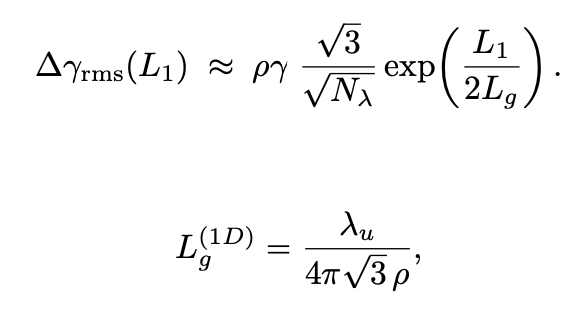 Δγ_rms(L_1) ≈ ργ √3/√N_λ exp(L_1/2L_g).
L_g^(1D) = λ_u/4π√3 ρ,